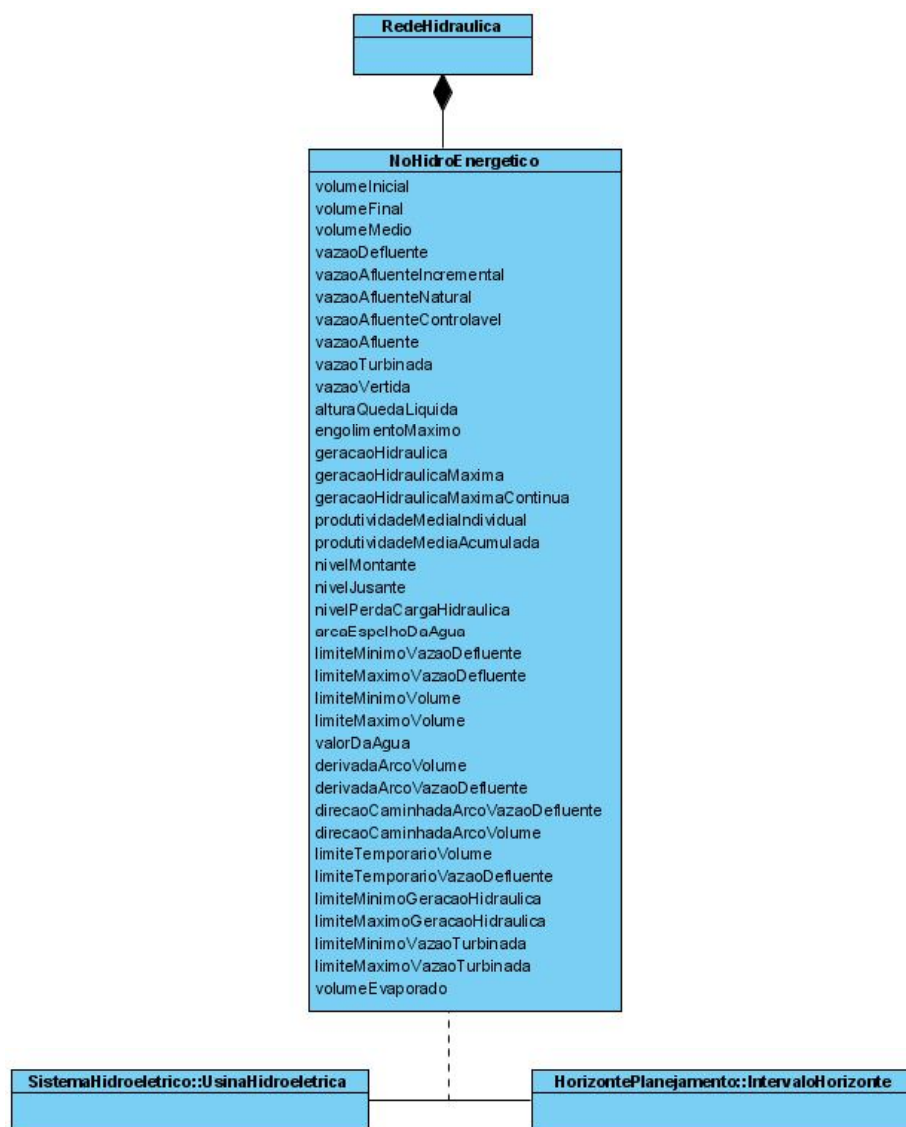 RedeHidraulica
NoHidroEnergetico
volumeInicial
volumeFinal
volumeMedio
vazaoDefluente
vazaoAfluenteIncremental
vazaoAfluenteNatural
vazaoAfluenteControlavel
vazaoAfluente
vazaoTurbinada
vazaoVertida
alturaQuedaLiquida
engolimentoMaximo
geracaoHidraulica
geracaoHidraulicaMaxima
geracaoHidraulicaMaximaContinua
produtividadeMediaIndividual
produtividadeMediaAcumulada
nivelMontante
nivelJusante
nivelPerdaCargaHidraulica
areaEspelhoDaAgua
limiteMinimoVazaoDefluente
limiteMaximoVazaoDefluente
limiteMinimoVolume
limiteMaximoVolume
valorDaAgua
derivadaArcoVolume
derivadaArcoVazaoDefluente
direcaoCaminhadaArcoVazaoDefluente
direcaoCaminhadaArcoVolume
limiteTemporarioVolume
limiteTemporarioVazaoDefluente
limiteMinimoGeracaoHidraulica
limiteMaximoGeracaoHidraulica
limiteMinimoVazaoTurbinada
limiteMaximoVazaoTurbinada
volumeEvaporado
SistemaHidroeletrico::UsinaHidroeletrica
HorizontePlanejamento::IntervaloHorizonte